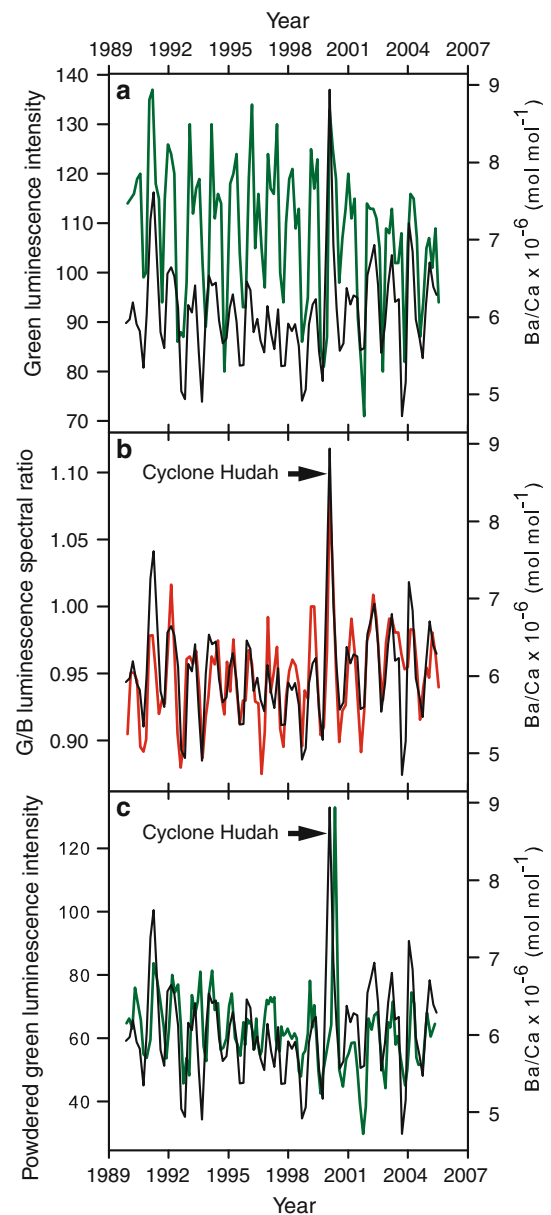 Year
1989 1992 1995 1998 2001 2004 2007
a
Green luminescence intensity
140
130
120
110
100
90
80
70
9
8
7
6
5
Ba/Ca x 10⁻⁶ (mol mol⁻¹)
b
Cyclone Hudah
G/B luminescence spectral ratio
1.10
1.05
1.00
0.95
0.90
9
8
7
6
5
Ba/Ca x 10⁻⁶ (mol mol⁻¹)
c
Cyclone Hudah
Powdered green luminescence intensity
120
100
80
60
40
9
8
7
6
5
Ba/Ca x 10⁻⁶ (mol mol⁻¹)
1989 1992 1995 1998 2001 2004 2007
Year